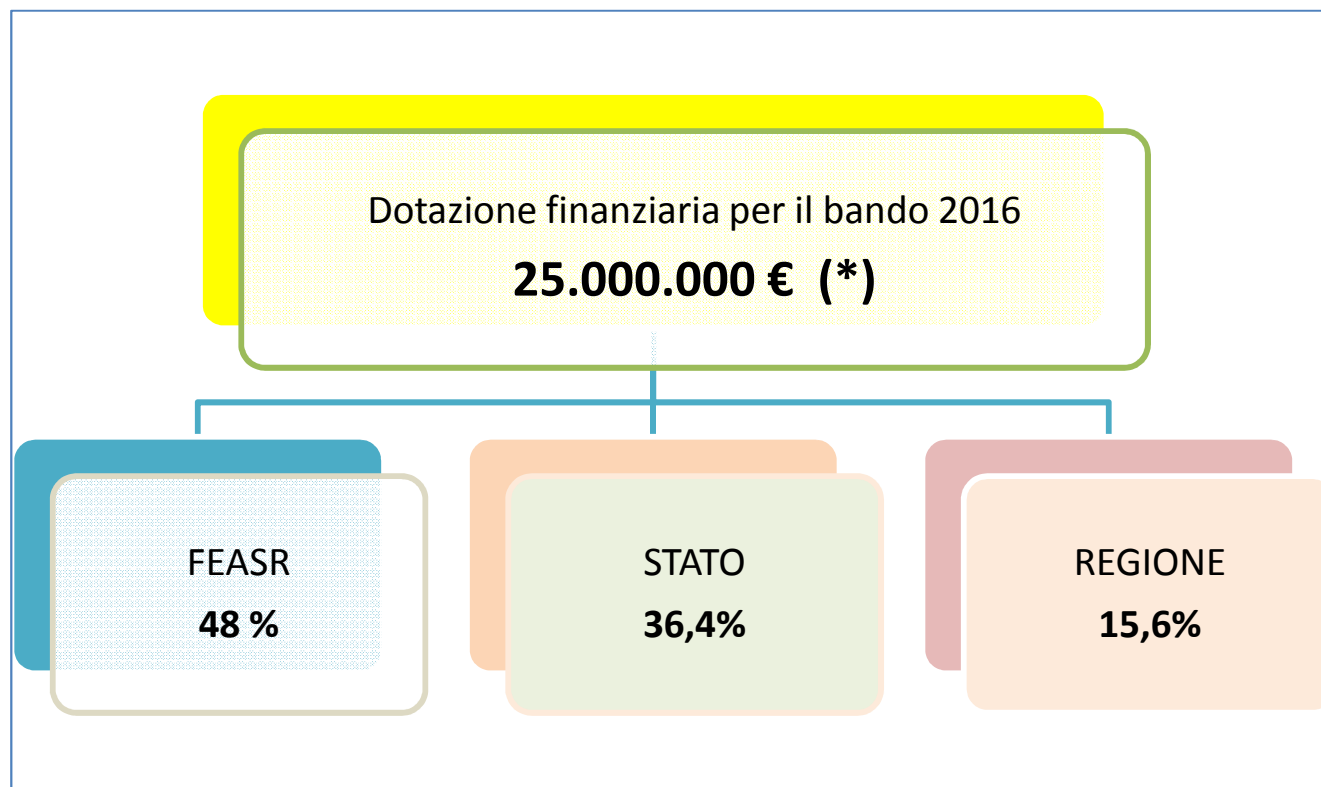 Dotazione finanziaria per il bando 2016
25.000.000 € (*)
FEASR
48 %
STATO
36,4%
REGIONE
15,6%